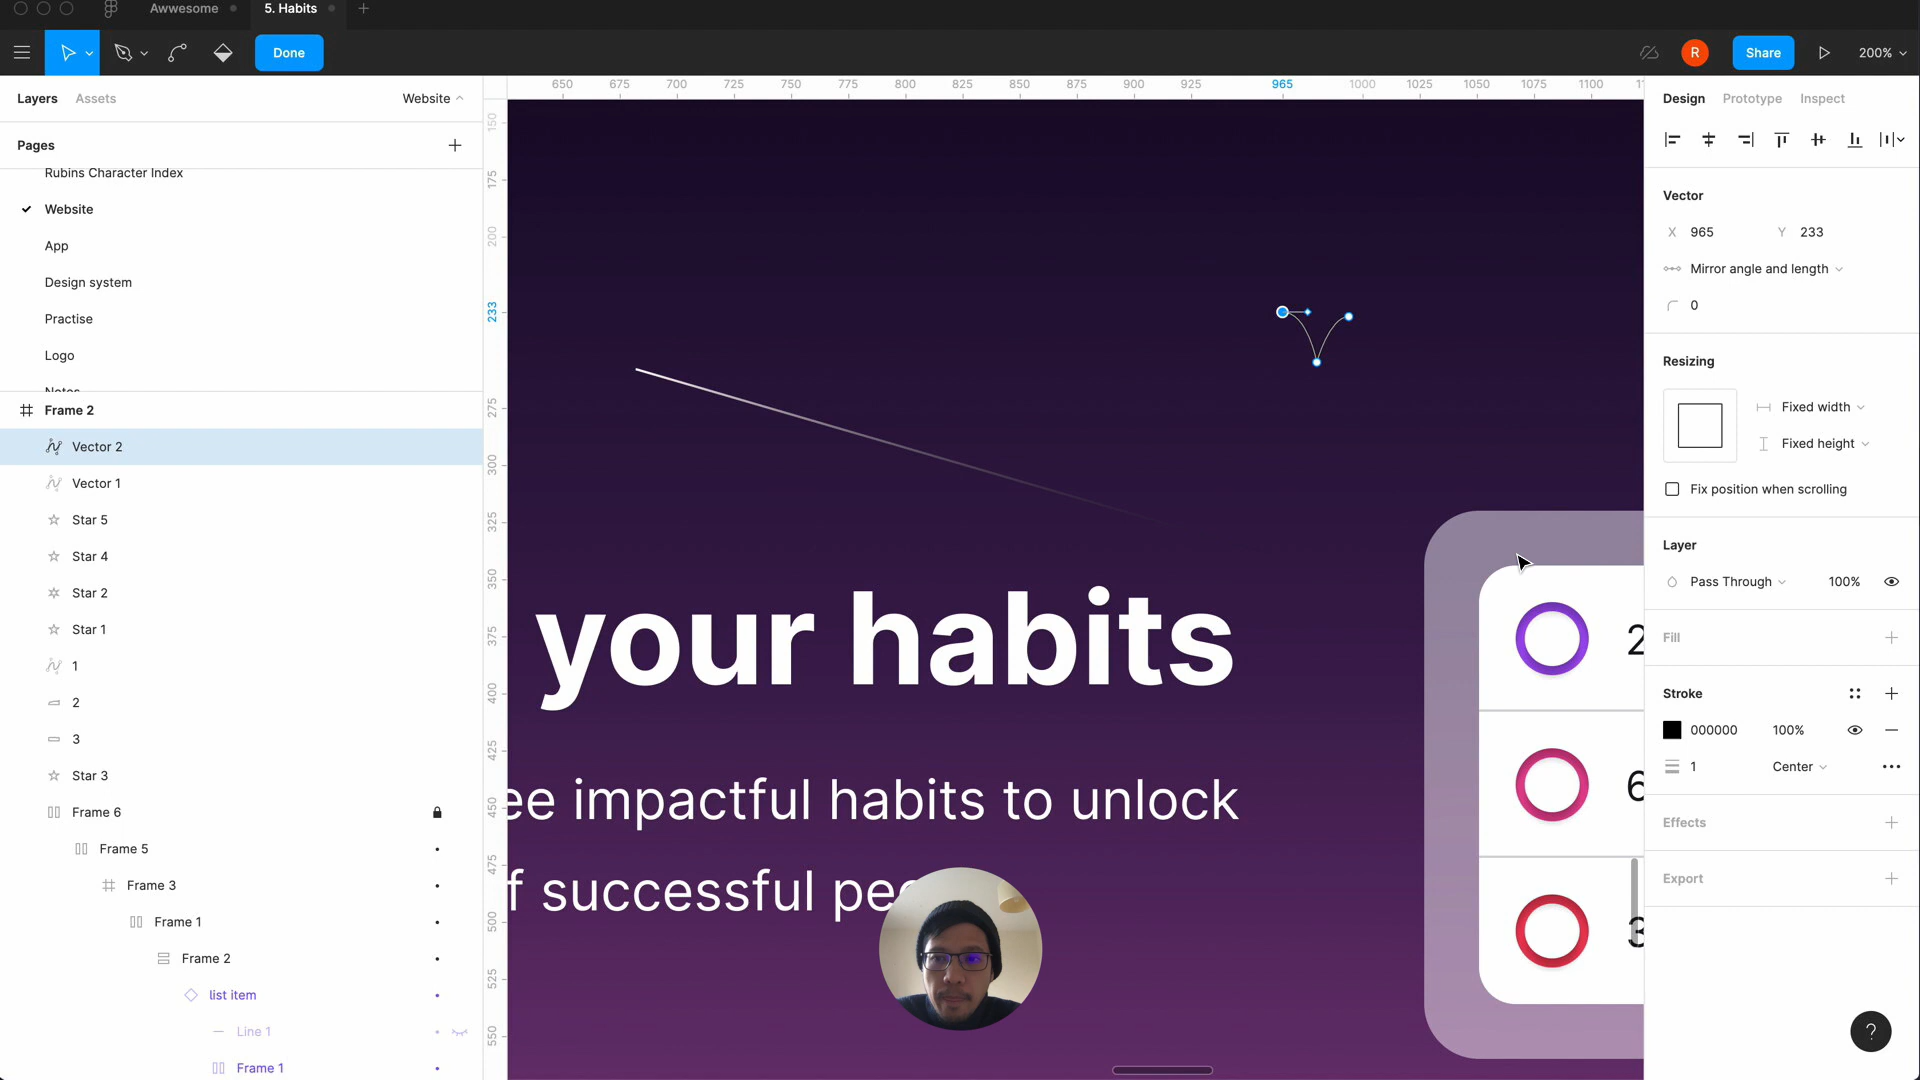 Awwesome
5. Habits
Done
R
Share
200%
Layers
Assets
Website
Pages
Rubins Character Index
Website
App
Design system
Practise
Logo
Notes
Frame 2
Vector 2
Vector 1
Star 5
Star 4
Star 2
Star 1
1
2
3
Star 3
Frame 6
Frame 5
Frame 3
Frame 1
Frame 2
list item
Line 1
Frame 1
650 675 700 725 750 775 800 825 850 875 900 925 965 1000 1025 1050 1075 1100
150
175
200
233
275
300
325
350
375
400
425
450
475
500
525
550
your habits
ee impactful habits to unlock
f successful pe
2
6
3
Design
Prototype
Inspect
Vector
X 965
Y 233
Mirror angle and length
0
Resizing
Fixed width
Fixed height
Fix position when scrolling
Layer
Pass Through
100%
Fill
Stroke
000000
100%
1
Center
Effects
Export
?